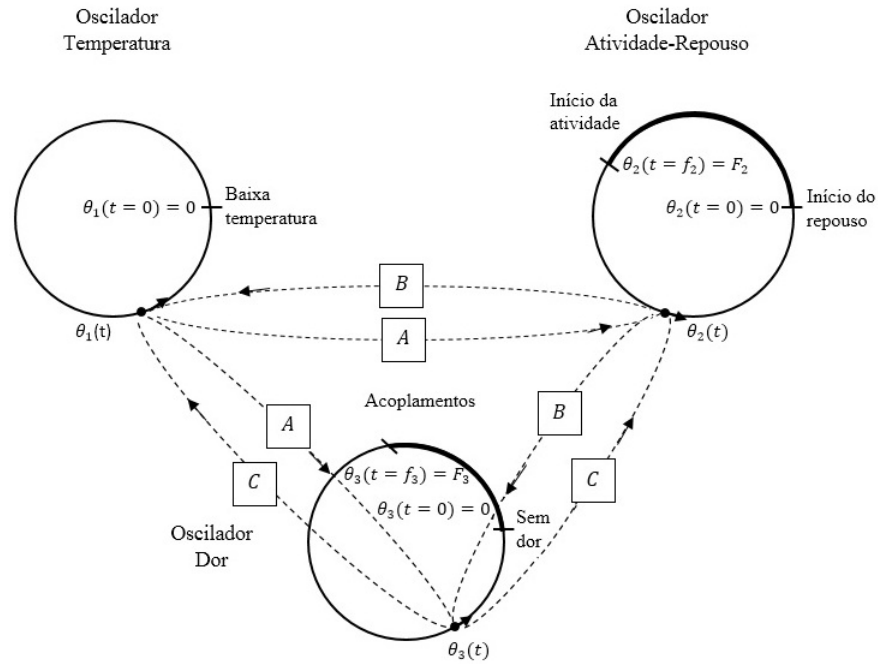 Oscilador
Temperatura
Oscilador
Atividade-Repouso
Início da
atividade
θ₂(t = f₂) = F₂
θ₁(t = 0) = 0
Baixa
temperatura
θ₂(t = 0) = 0
Início do
repouso
B
θ₁(t)
A
θ₂(t)
Acoplamentos
A
B
θ₃(t = f₃) = F₃
C
C
θ₃(t = 0) = 0
Sem
dor
Oscilador
Dor
θ₃(t)